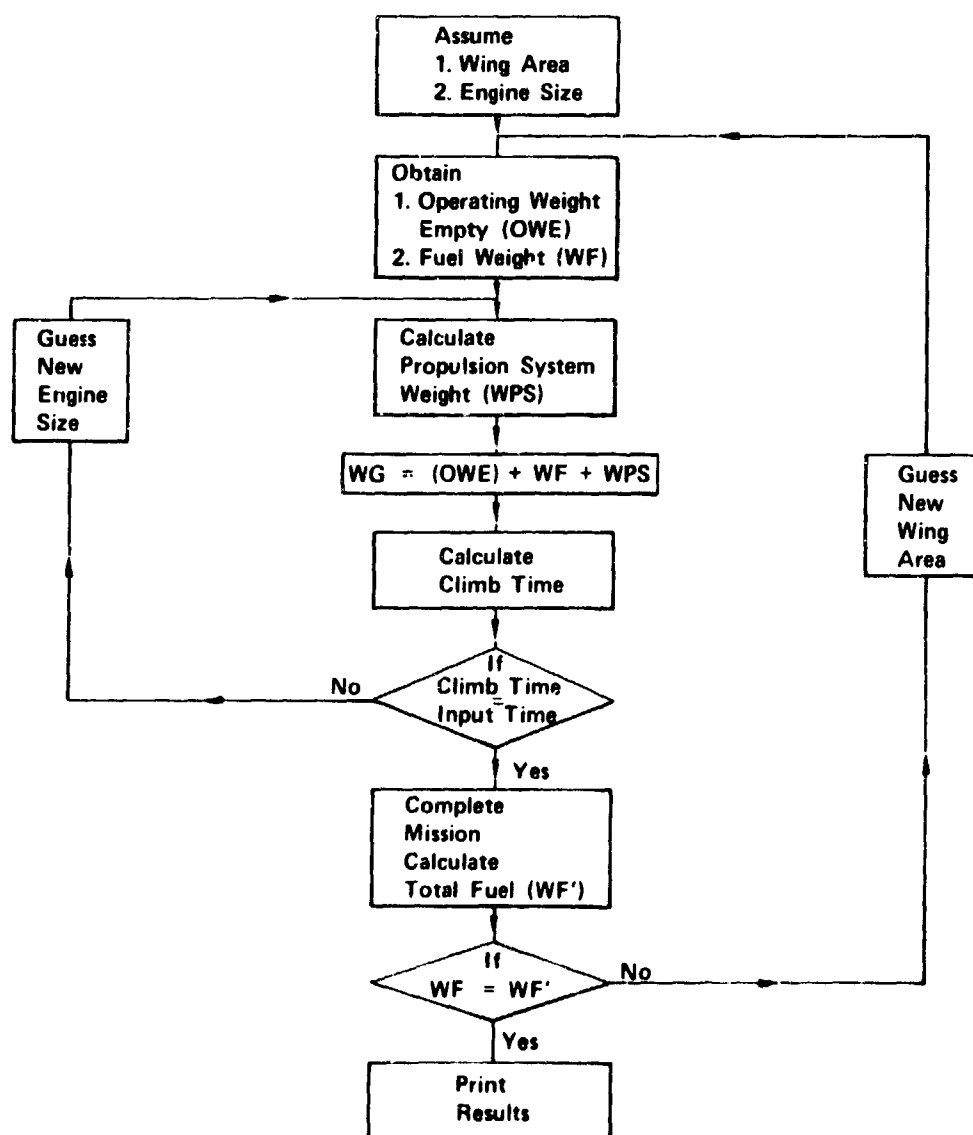 Assume
1. Wing Area
2. Engine Size
Obtain
1. Operating Weight
Empty (OWE)
2. Fuel Weight (WF)
Guess
New
Engine
Size
Calculate
Propulsion System
Weight (WPS)
WG = (OWE) + WF + WPS
Guess
New
Wing
Area
Calculate
Climb Time
If
Climb Time
=
Input Time
No
Yes
Complete
Mission
Calculate
Total Fuel (WF')
If
WF = WF'
No
Yes
Print
Results